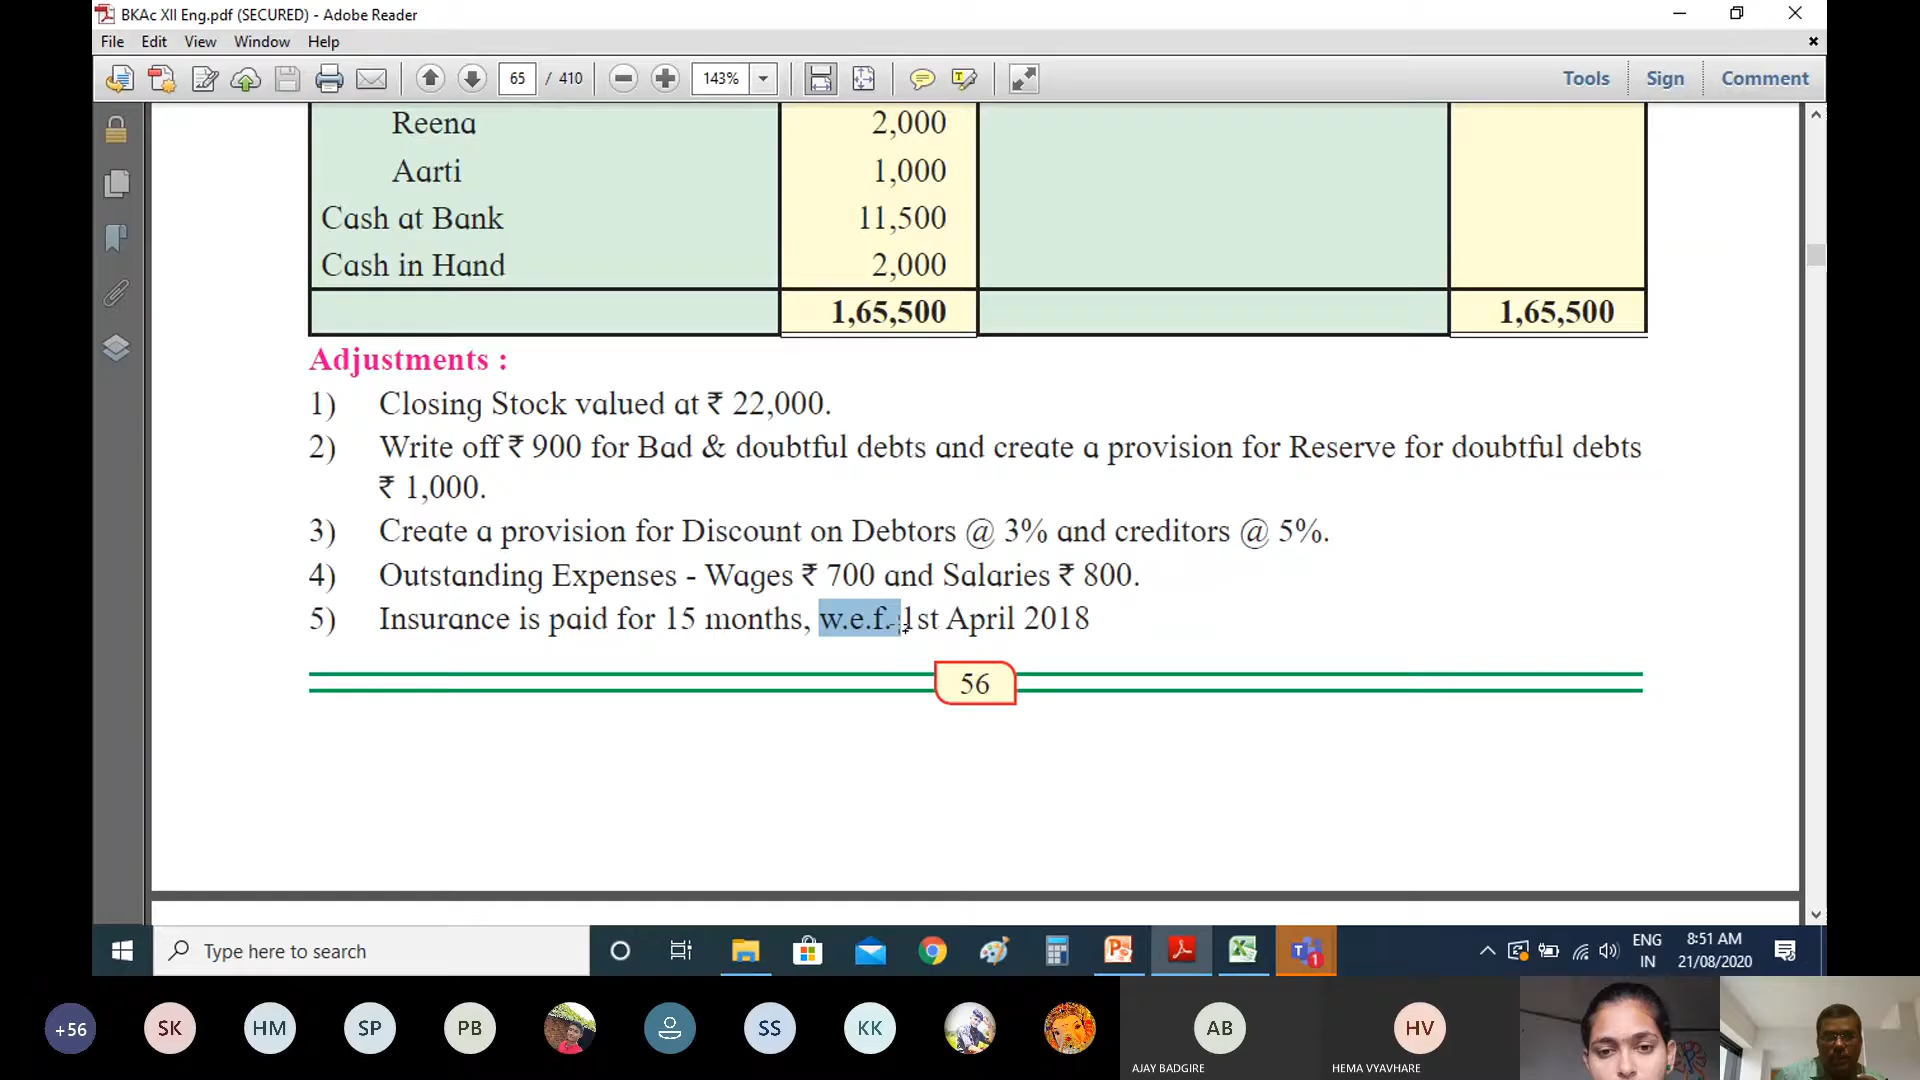 BKAc XII Eng.pdf (SECURED) - Adobe Reader
File Edit View Window Help
65 / 410 143% Tools Sign Comment
Reena 2,000
Aarti 1,000
Cash at Bank 11,500
Cash in Hand 2,000
1,65,500 1,65,500
Adjustments :
1) Closing Stock valued at ₹ 22,000.
2) Write off ₹ 900 for Bad & doubtful debts and create a provision for Reserve for doubtful debts
₹ 1,000.
3) Create a provision for Discount on Debtors @ 3% and creditors @ 5%.
4) Outstanding Expenses - Wages ₹ 700 and Salaries ₹ 800.
5) Insurance is paid for 15 months, w.e.f. 1st April 2018
56
Type here to search
ENG 8:51 AM
IN 21/08/2020
+56 SK HM SP PB SS KK AB HV
AJAY BADGIRE HEMA VYAVHARE